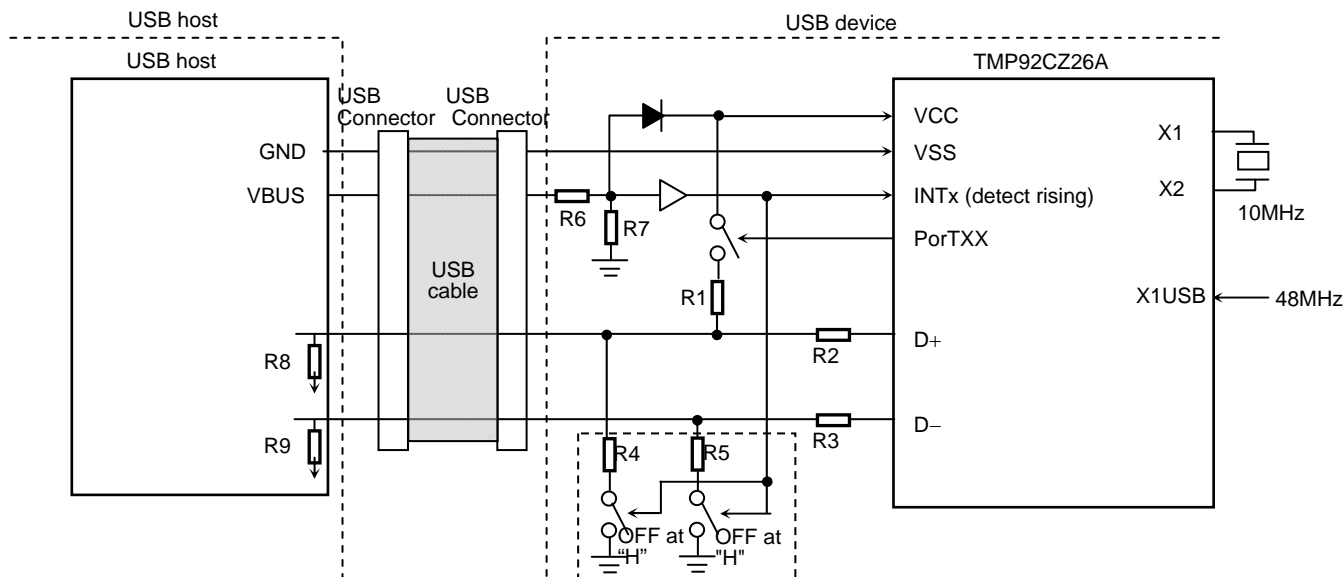 USB host
USB device
USB host
TMP92CZ26A
USB
Connector
USB
Connector
VCC
X1
GND
VSS
VBUS
INTx (detect rising)
X2
R6
R7
10MHz
PorTXX
USB
cable
R1
X1USB
48MHz
R8
R2
D+
R9
R3
D−
R4
R5
OFF at
“H”
OFF at
"H"